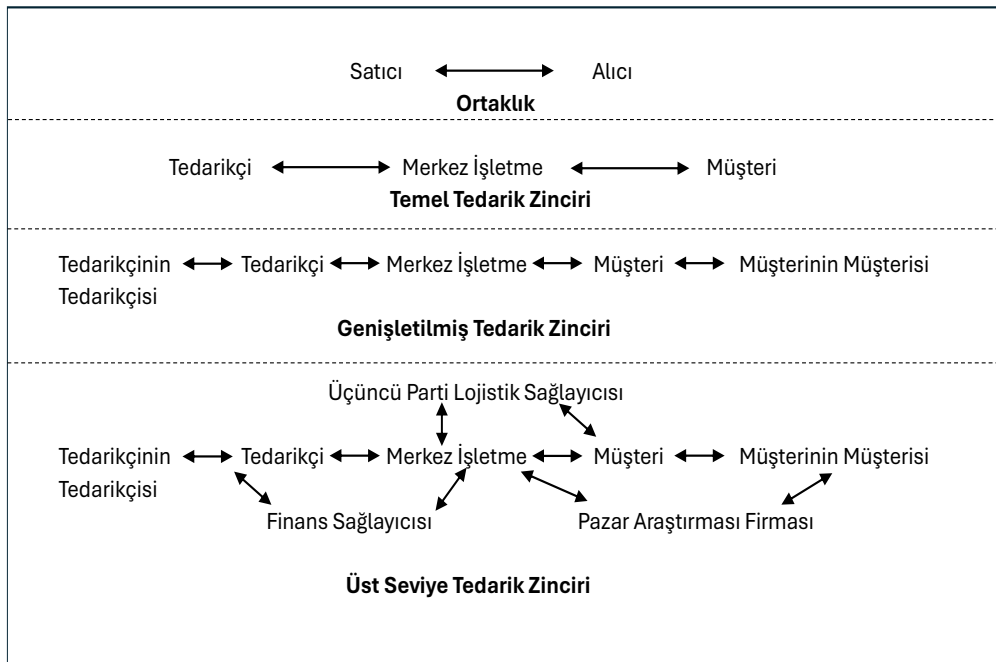 Satıcı Alıcı
Ortaklık
Tedarikçi Merkez İşletme Müşteri
Temel Tedarik Zinciri
Tedarikçinin Tedarikçi Merkez İşletme Müşteri Müşterinin Müşterisi
Tedarikçisi
Genişletilmiş Tedarik Zinciri
Üçüncü Parti Lojistik Sağlayıcısı
Tedarikçinin Tedarikçi Merkez İşletme Müşteri Müşterinin Müşterisi
Tedarikçisi
Finans Sağlayıcısı Pazar Araştırması Firması
Üst Seviye Tedarik Zinciri